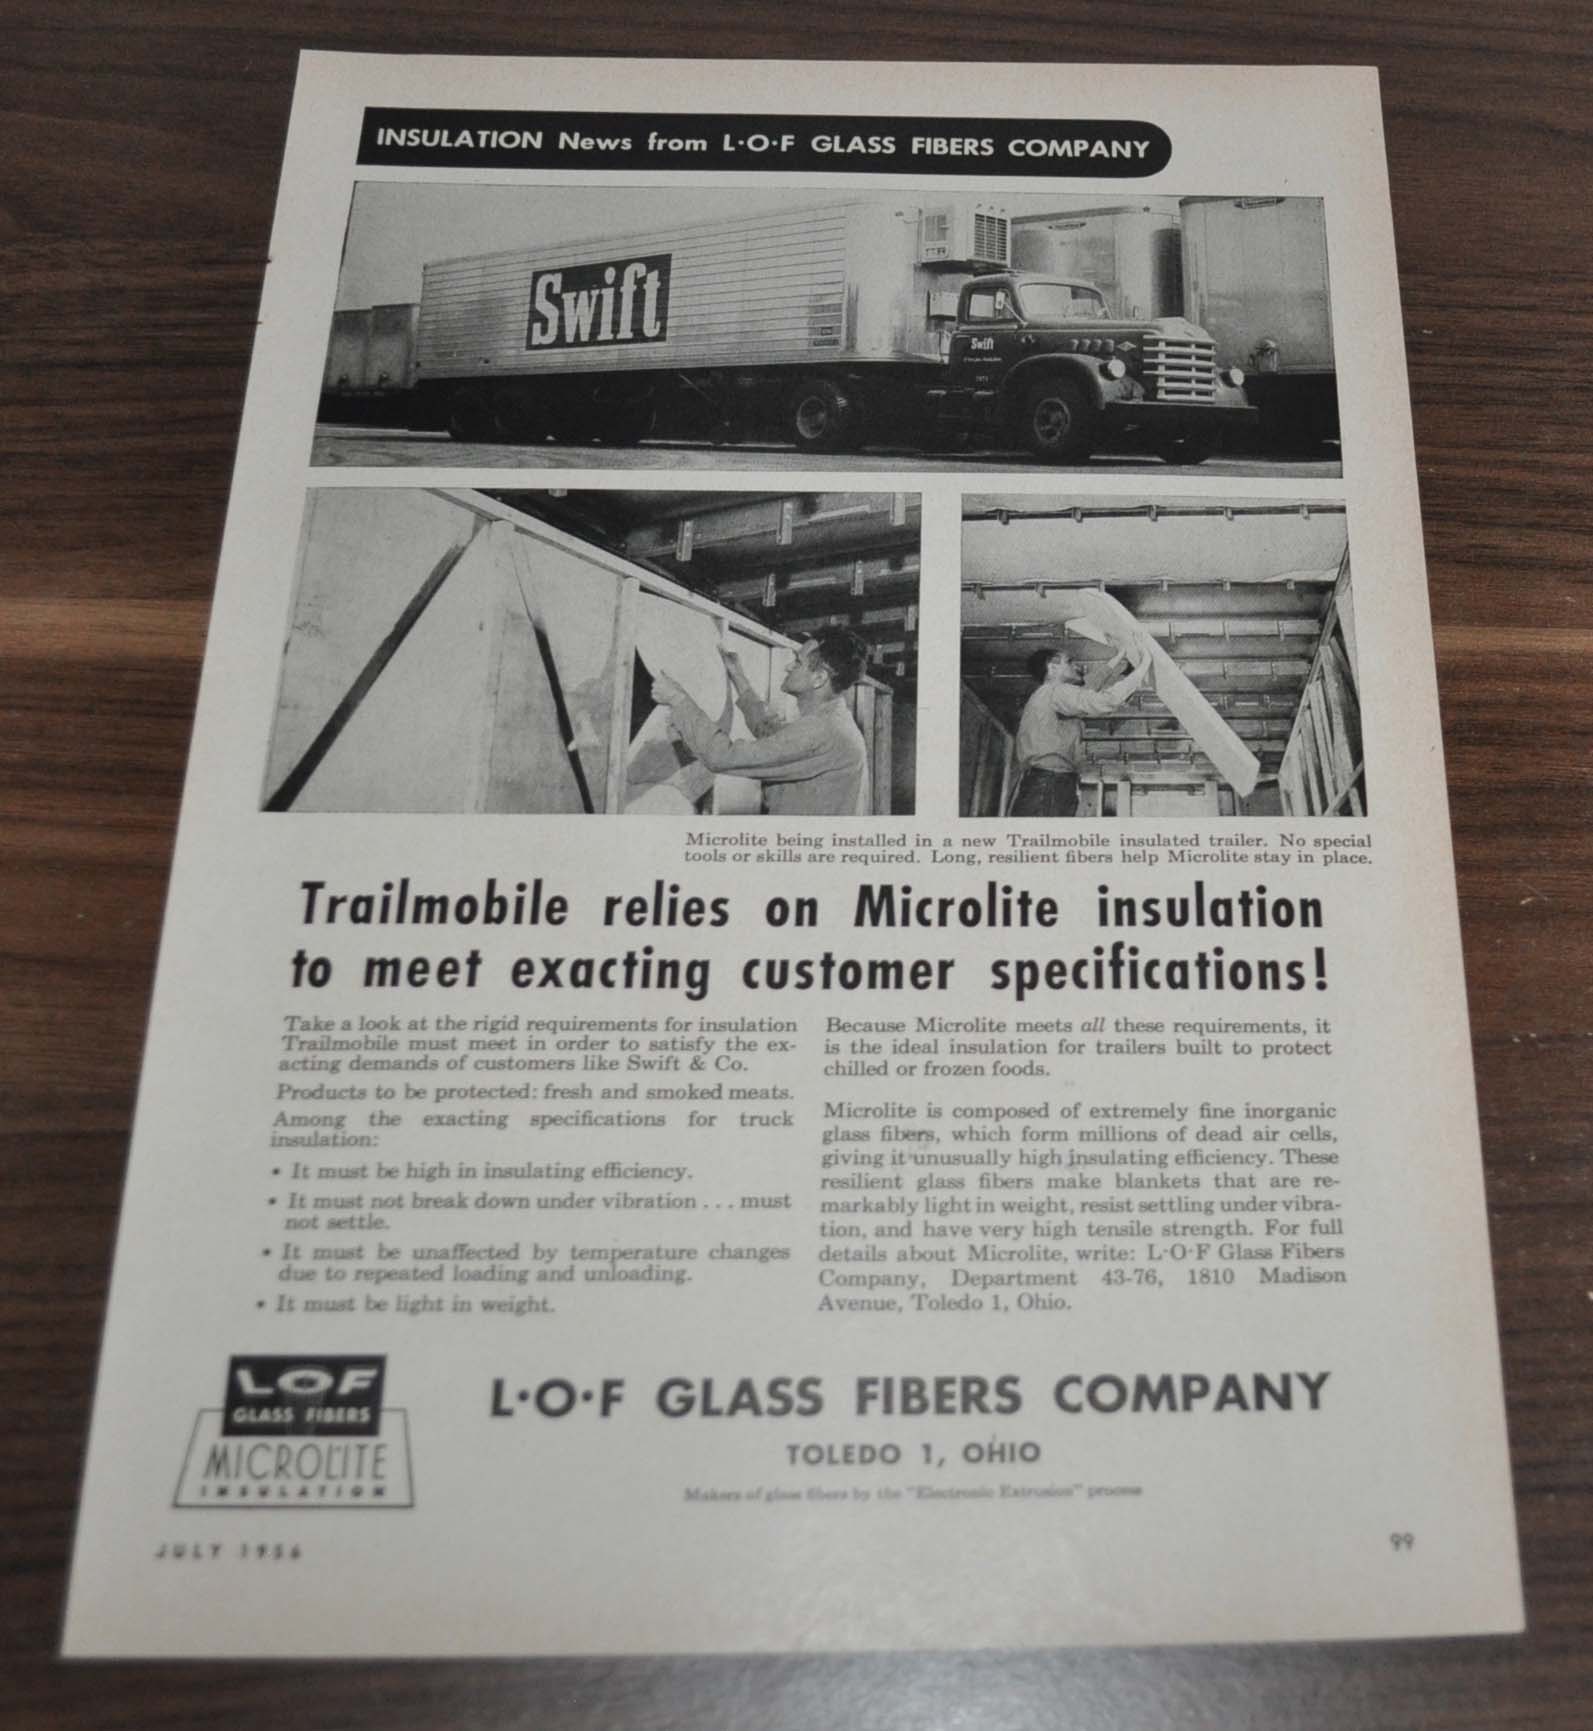 INSULATION News from L·O·F GLASS FIBERS COMPANY
Swift
Swift
Microlite being installed in a new Trailmobile insulated trailer. No special
tools or skills are required. Long, resilient fibers help Microlite stay in place.
Trailmobile relies on Microlite insulation
to meet exacting customer specifications!
Take a look at the rigid requirements for insulation
Trailmobile must meet in order to satisfy the ex-
acting demands of customers like Swift & Co.
Products to be protected: fresh and smoked meats.
Among the exacting specifications for truck
insulation:
• It must be high in insulating efficiency.
• It must not break down under vibration . . . must
not settle.
• It must be unaffected by temperature changes
due to repeated loading and unloading.
• It must be light in weight.
Because Microlite meets all these requirements, it
is the ideal insulation for trailers built to protect
chilled or frozen foods.
Microlite is composed of extremely fine inorganic
glass fibers, which form millions of dead air cells,
giving it unusually high insulating efficiency. These
resilient glass fibers make blankets that are re-
markably light in weight, resist settling under vibra-
tion, and have very high tensile strength. For full
details about Microlite, write: L·O·F Glass Fibers
Company, Department 43-76, 1810 Madison
Avenue, Toledo 1, Ohio.
LOF
GLASS FIBERS
MICROLITE
INSULATION
L·O·F GLASS FIBERS COMPANY
TOLEDO 1, OHIO
Makers of glass fibers by the "Electronic Extrusion" process
JULY 1956
99